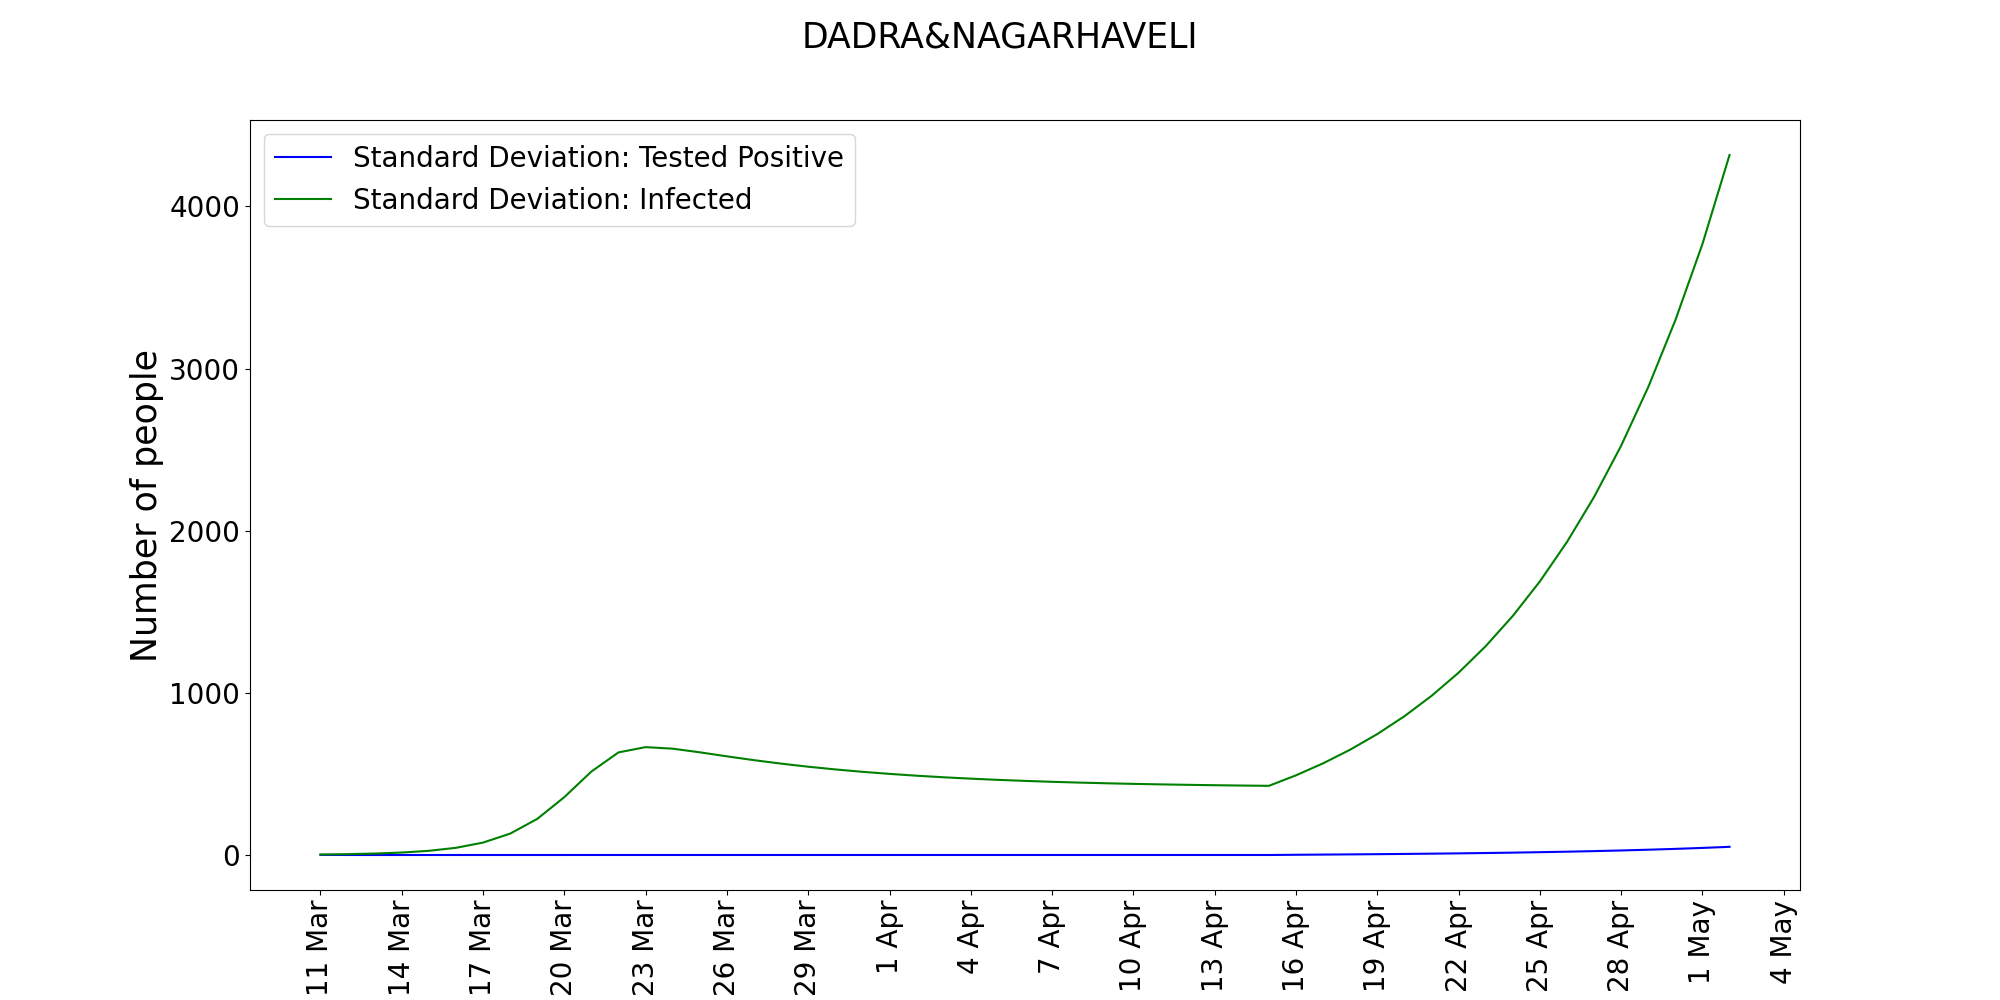 DADRA&NAGARHAVELI
Standard Deviation: Tested Positive
Standard Deviation: Infected
Number of people
4000
3000
2000
1000
0
11 Mar
14 Mar
17 Mar
20 Mar
23 Mar
26 Mar
29 Mar
1 Apr
4 Apr
7 Apr
10 Apr
13 Apr
16 Apr
19 Apr
22 Apr
25 Apr
28 Apr
1 May
4 May